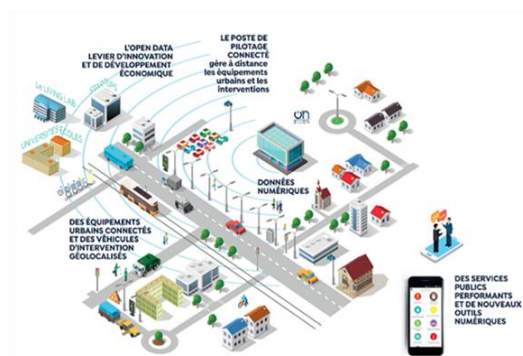 L'OPEN DATA
LEVIER D'INNOVATION
ET DE DÉVELOPPEMENT
ÉCONOMIQUE
LE POSTE DE
PILOTAGE
CONNECTÉ
gère à distance
les équipements
urbains et les
interventions
LE LIVING LAB
UNIVERSITÉS ÉCOLES
on
DONNÉES
NUMÉRIQUES
DES ÉQUIPEMENTS
URBAINS CONNECTÉS
ET DES VÉHICULES
D'INTERVENTION
GÉOLOCALISÉS
DES SERVICES
PUBLICS
PERFORMANTS
ET DE NOUVEAUX
OUTILS
NUMÉRIQUES